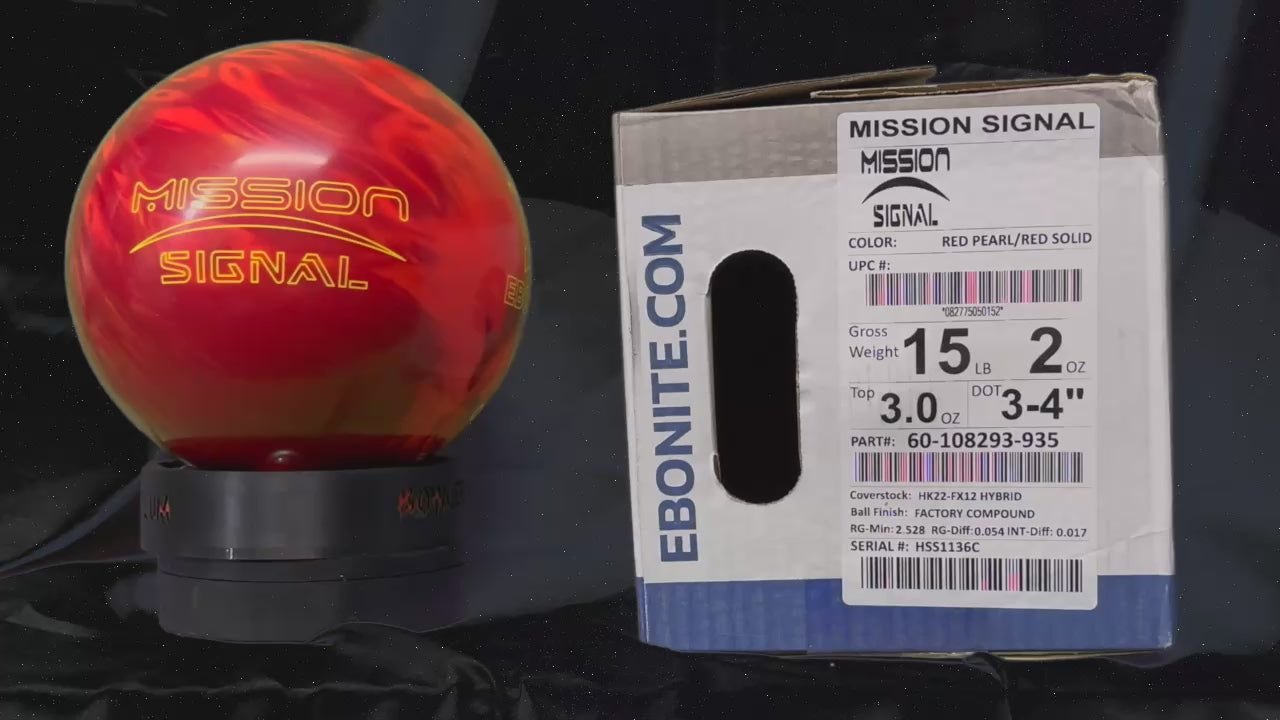 MISSION
SIGNAL
EBONITE.COM
MISSION SIGNAL
MISSION
SIGNAL
COLOR: RED PEARL/RED SOLID
UPC #:
*082775050152*
Gross Weight 15 LB 2 OZ
Top 3.0 OZ DOT 3-4"
PART#: 60-108293-935
Coverstock: HK22-FX12 HYBRID
Ball Finish: FACTORY COMPOUND
RG-Min: 2.528 RG-Diff: 0.054 INT-Diff: 0.017
SERIAL #: HSS1136C